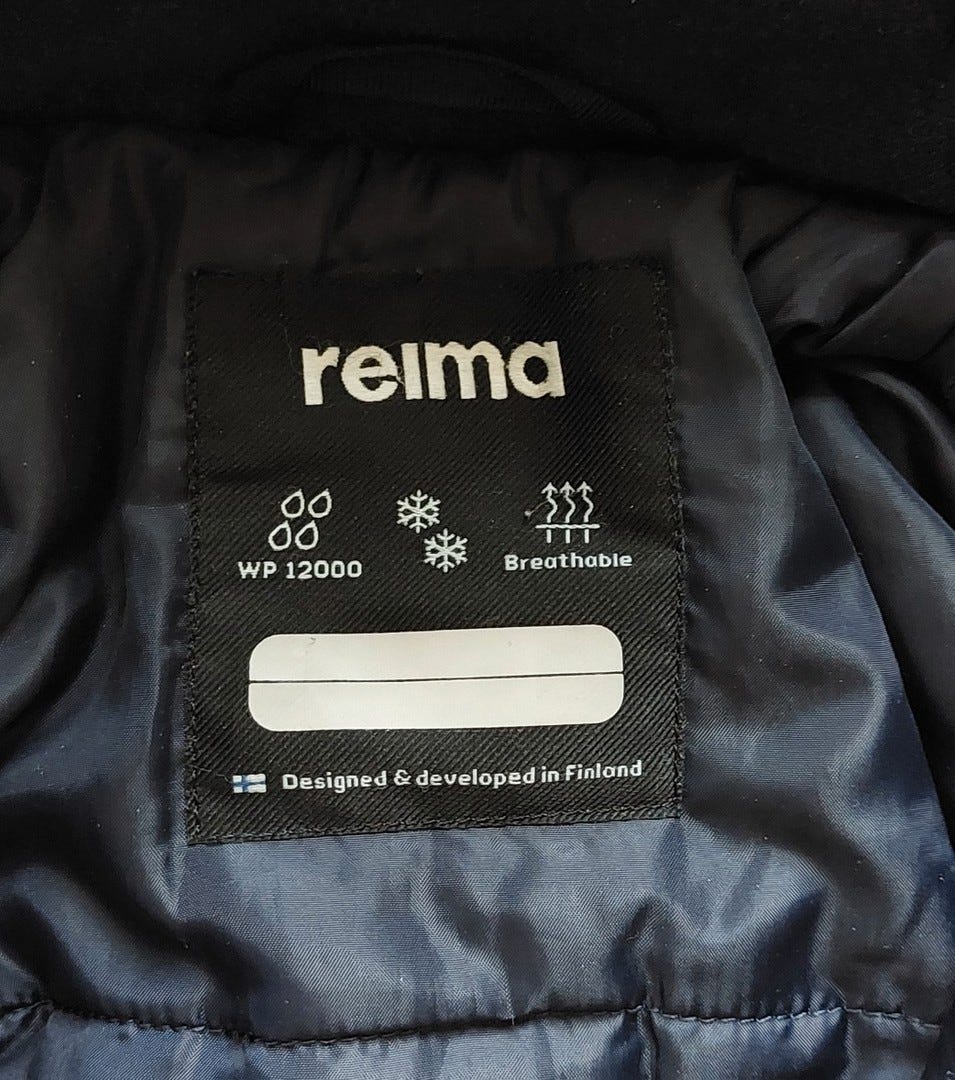 reima
WP 12000
Breathable
Designed & developed in Finland